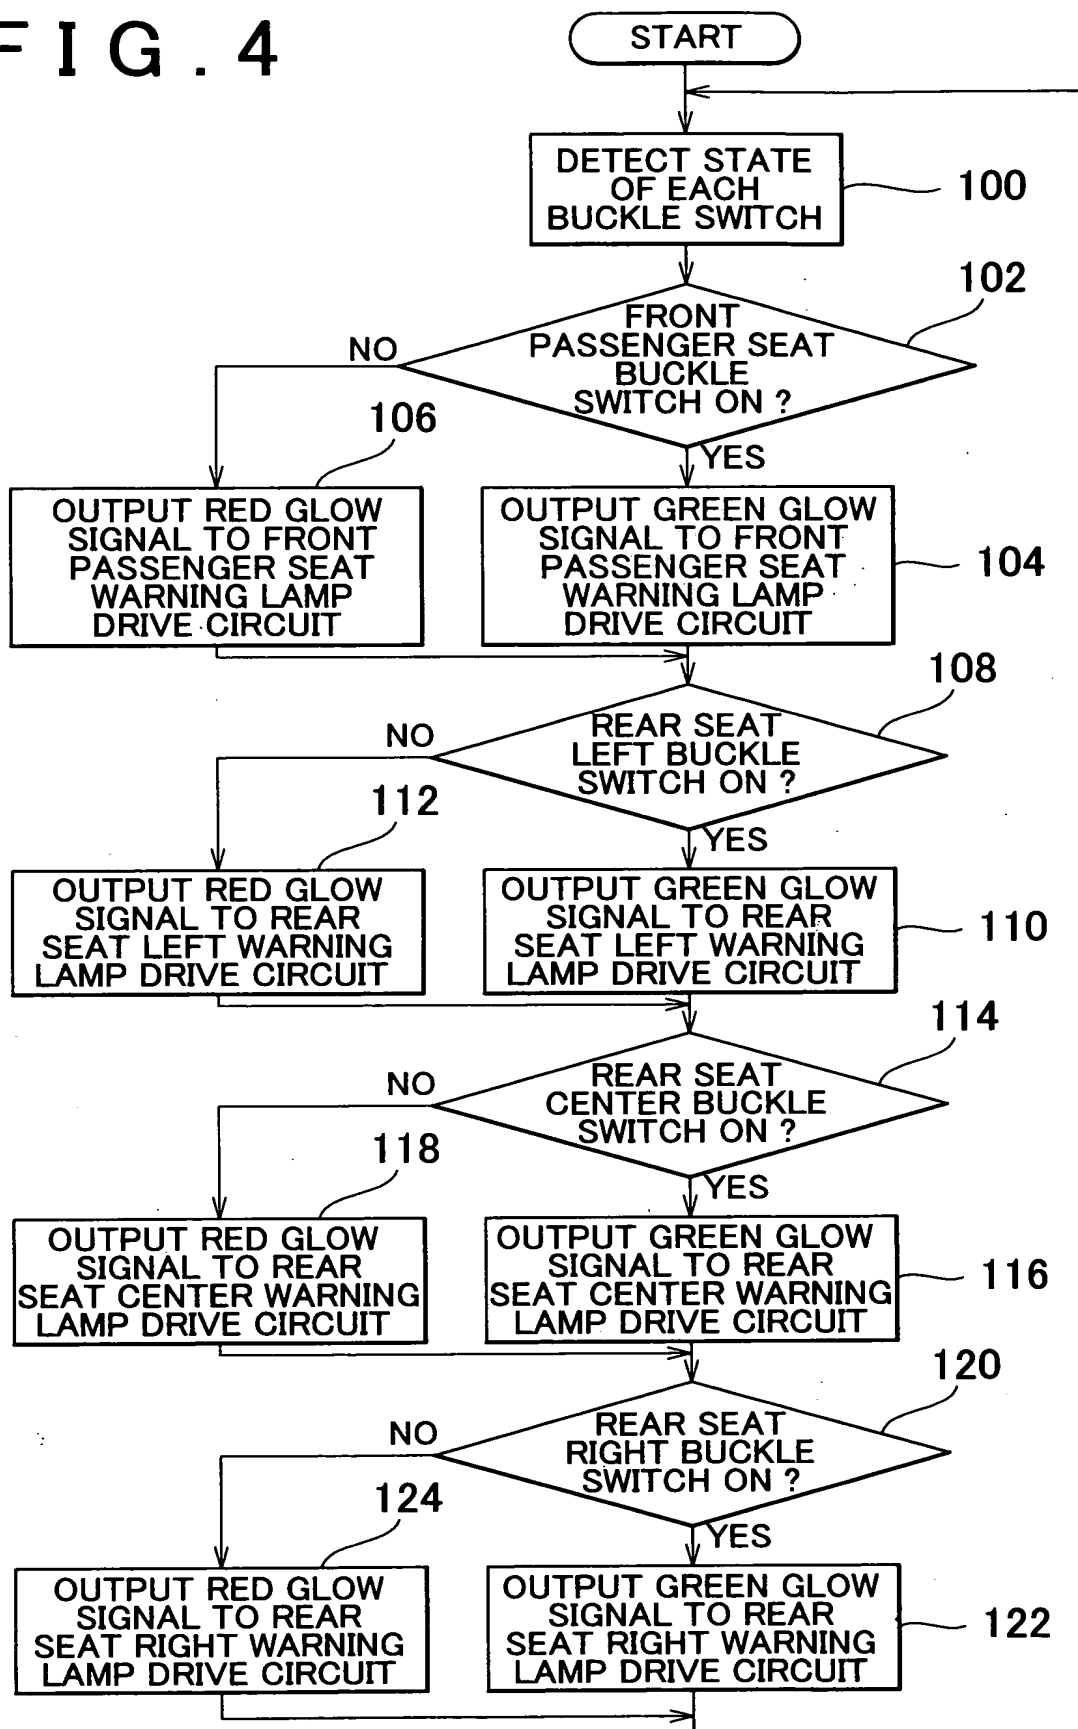 FIG. 4
START
DETECT STATE
OF EACH
BUCKLE SWITCH
100
102
FRONT
PASSENGER SEAT
BUCKLE
SWITCH ON ?
NO
YES
106
OUTPUT RED GLOW
SIGNAL TO FRONT
PASSENGER SEAT
WARNING LAMP
DRIVE CIRCUIT
OUTPUT GREEN GLOW
SIGNAL TO FRONT
PASSENGER SEAT
WARNING LAMP
DRIVE CIRCUIT
104
108
REAR SEAT
LEFT BUCKLE
SWITCH ON ?
NO
YES
112
OUTPUT RED GLOW
SIGNAL TO REAR
SEAT LEFT WARNING
LAMP DRIVE CIRCUIT
OUTPUT GREEN GLOW
SIGNAL TO REAR
SEAT LEFT WARNING
LAMP DRIVE CIRCUIT
110
114
REAR SEAT
CENTER BUCKLE
SWITCH ON ?
NO
YES
118
OUTPUT RED GLOW
SIGNAL TO REAR
SEAT CENTER WARNING
LAMP DRIVE CIRCUIT
OUTPUT GREEN GLOW
SIGNAL TO REAR
SEAT CENTER WARNING
LAMP DRIVE CIRCUIT
116
120
REAR SEAT
RIGHT BUCKLE
SWITCH ON ?
NO
YES
124
OUTPUT RED GLOW
SIGNAL TO REAR
SEAT RIGHT WARNING
LAMP DRIVE CIRCUIT
OUTPUT GREEN GLOW
SIGNAL TO REAR
SEAT RIGHT WARNING
LAMP DRIVE CIRCUIT
122